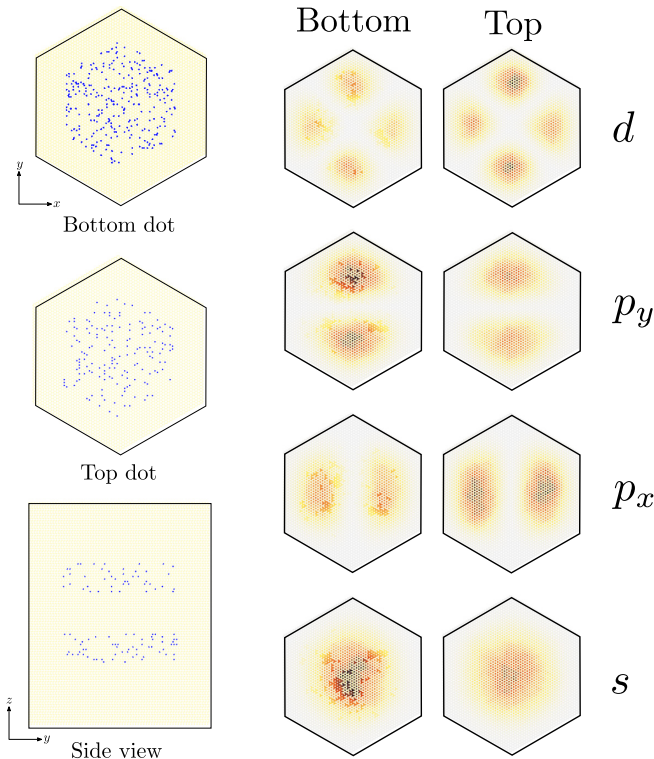 Bottom Top
d
y
x
Bottom dot
p_y
Top dot
p_x
s
z
y
Side view